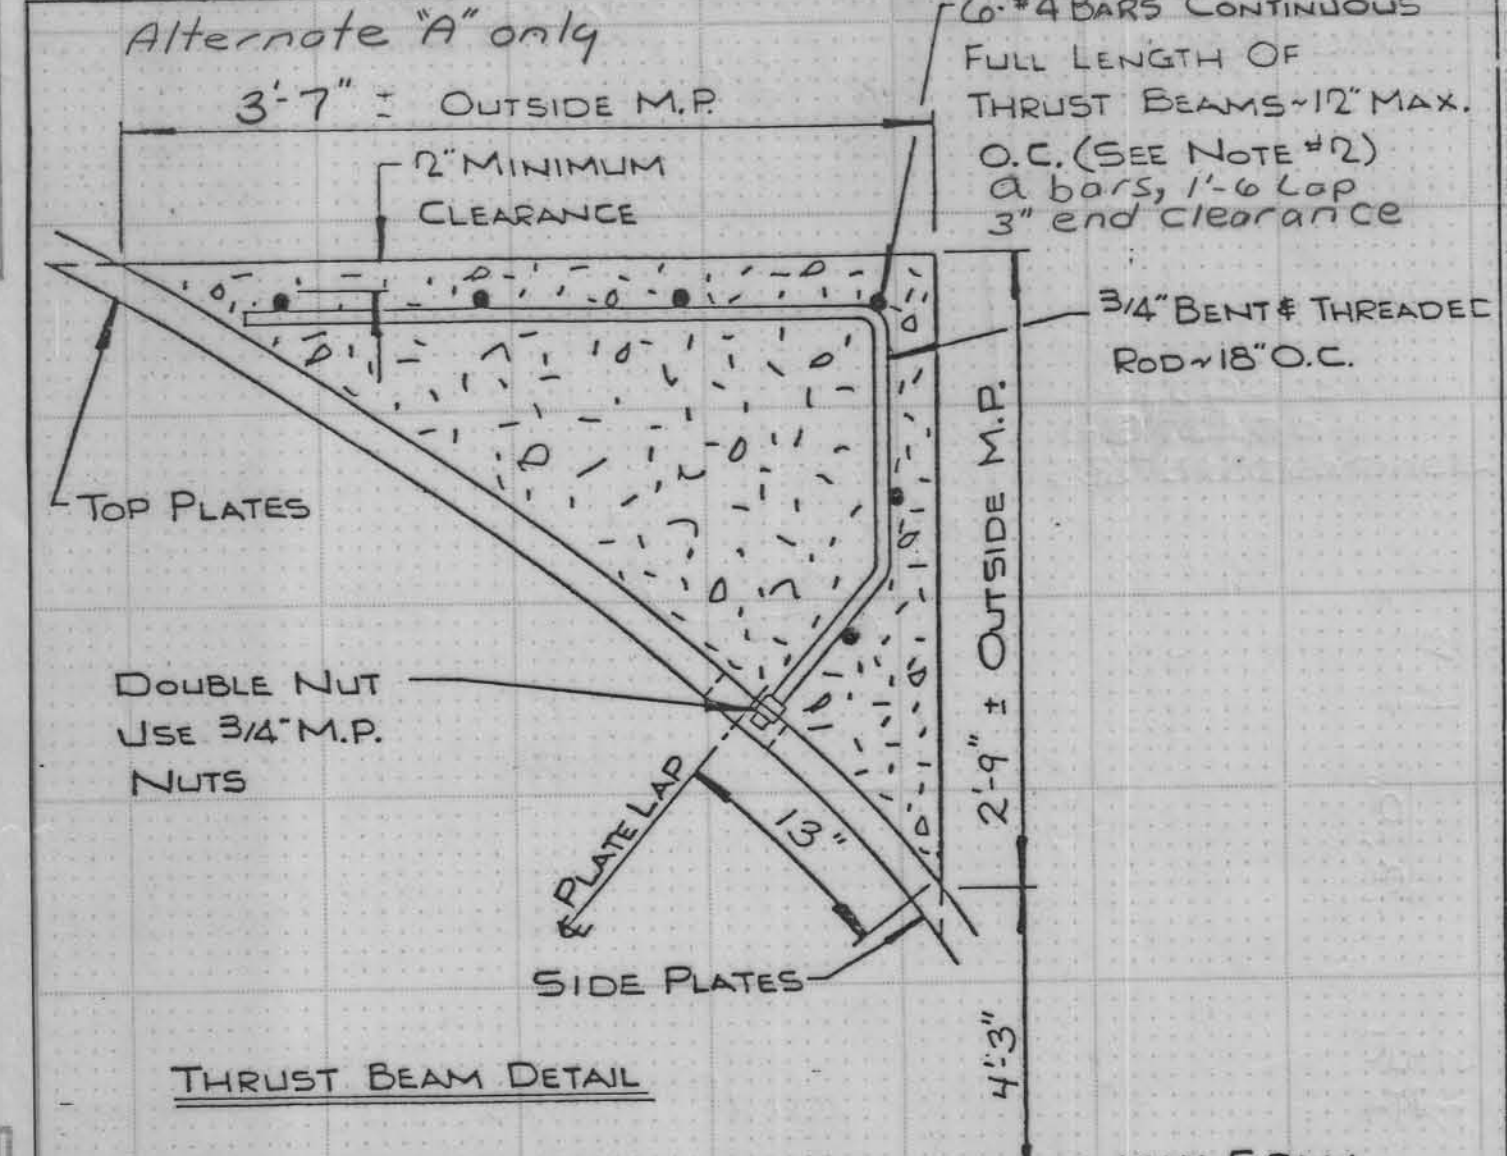 Alternate "A" only
3'-7" ± OUTSIDE M.P.
2" MINIMUM
CLEARANCE
6-#4 BARS CONTINUOUS
FULL LENGTH OF
THRUST BEAMS~12" MAX.
O.C. (SEE NOTE #2)
a bars, 1'-6 Lap
3" end clearance
3/4" BENT & THREADED
ROD~18" O.C.
TOP PLATES
2'-9" ± OUTSIDE M.P.
DOUBLE NUT
USE 3/4" M.P.
NUTS
℄ PLATE LAP
13"
SIDE PLATES
4'-3"
THRUST BEAM DETAIL